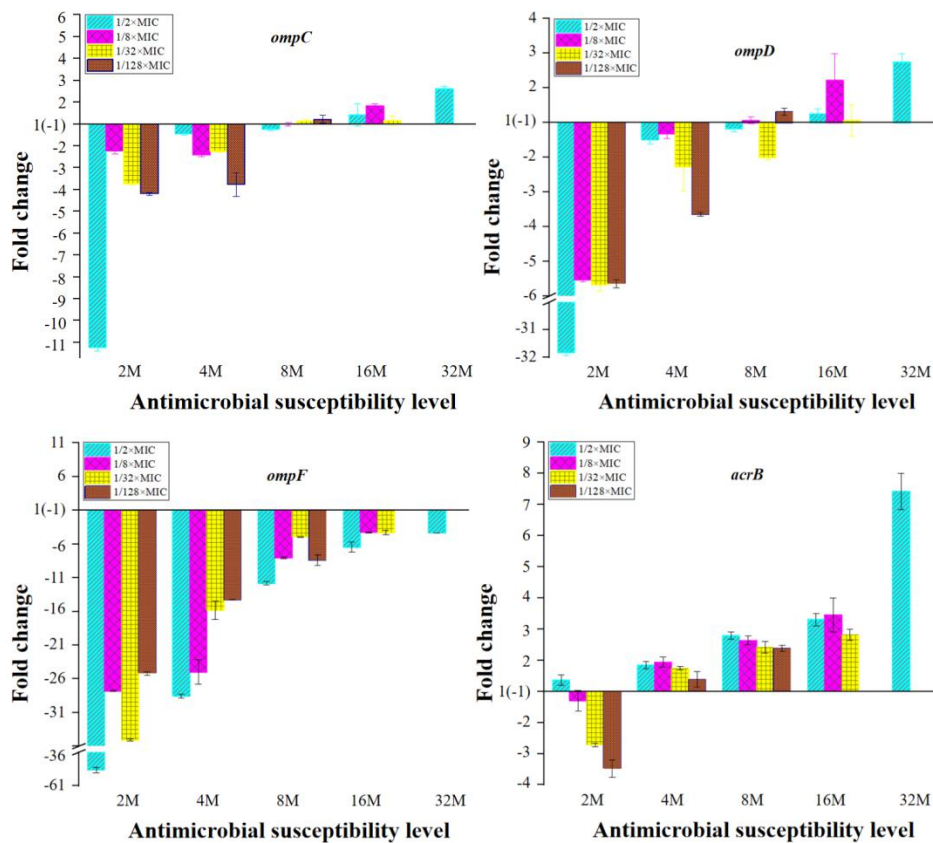 ompC
1/2×MIC
1/8×MIC
1/32×MIC
1/128×MIC
6
5
4
3
2
1(-1)
-2
-3
-4
-5
-6
-7
-8
-9
-10
-11
Fold change
2M 4M 8M 16M 32M
Antimicrobial susceptibility level
ompD
1/2×MIC
1/8×MIC
1/32×MIC
1/128×MIC
4
3
2
1(-1)
-2
-3
-4
-5
-6
-31
-32
Fold change
2M 4M 8M 16M 32M
Antimicrobial susceptibility level
ompF
1/2×MIC
1/8×MIC
1/32×MIC
1/128×MIC
11
6
1(-1)
-6
-11
-16
-21
-26
-31
-36
-61
Fold change
2M 4M 8M 16M 32M
Antimicrobial susceptibility level
acrB
1/2×MIC
1/8×MIC
1/32×MIC
1/128×MIC
9
8
7
6
5
4
3
2
1(-1)
-2
-3
-4
Fold change
2M 4M 8M 16M 32M
Antimicrobial susceptibility level